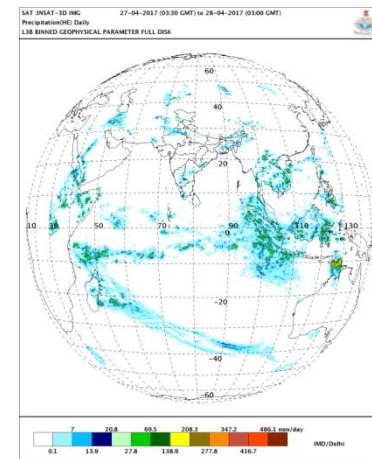 SAT :INSAT-3D IMG 27-04-2017 (03:30 GMT) to 28-04-2017 (03:00 GMT)
Precipitation(HE) Daily
L3B BINNED GEOPHYSICAL PARAMETER FULL DISK
60
40
20
10 30 50 70 90 0 110 130
-20
-40
-60
7 20.8 69.5 208.3 347.2 486.1 mm/day
0.1 13.9 27.8 138.9 277.8 416.7
IMD/Delhi